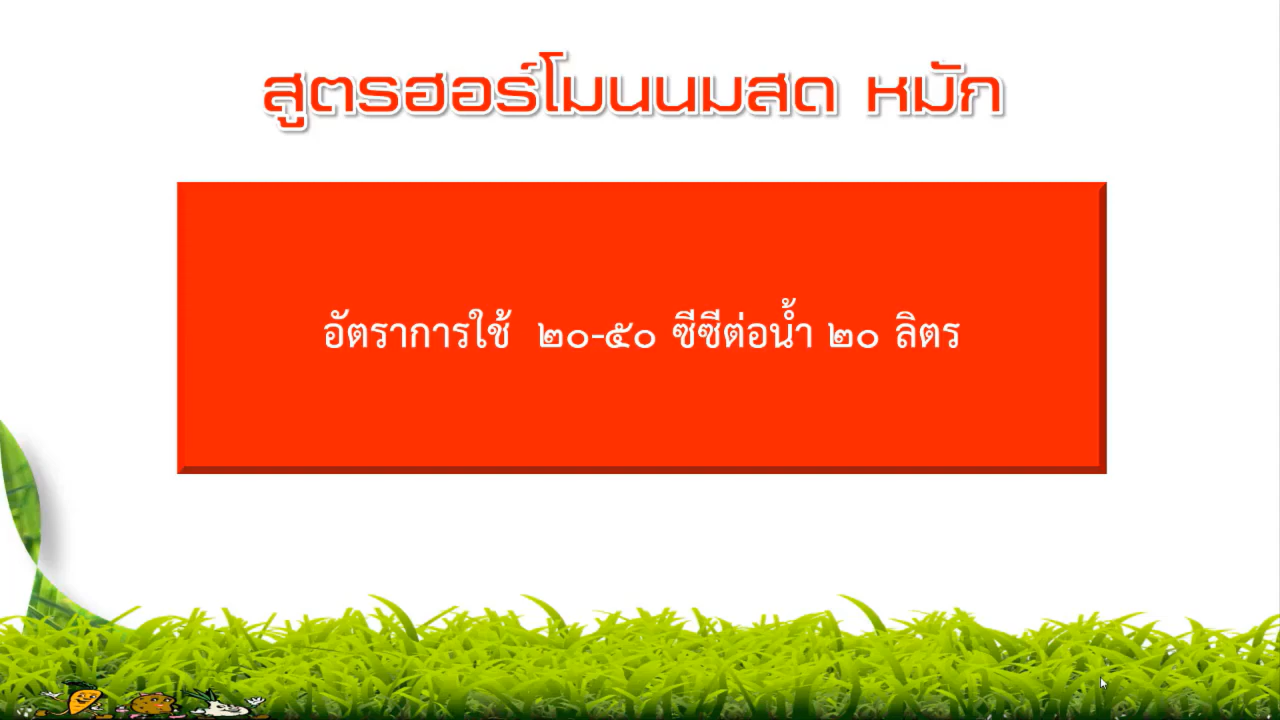 สูตรฮอร์โมนนมสด หมัก
อัตราการใช้ ๒๐-๕๐ ซีซีต่อน้ำ ๒๐ ลิตร